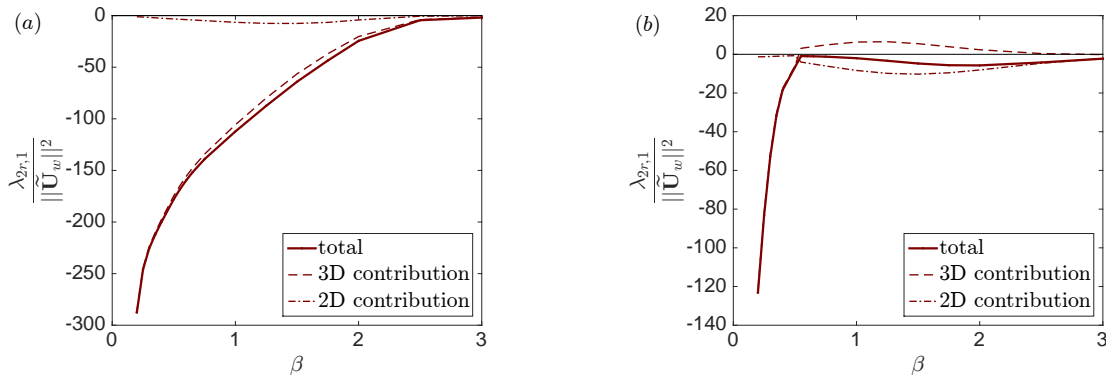 (a)
0
-50
-100
-150
-200
-250
-300
λ2r,1
||Ũw||²
total
3D contribution
2D contribution
0 1 2 3
β
(b)
20
0
-20
-40
-60
-80
-100
-120
-140
λ2r,1
||Ũw||²
total
3D contribution
2D contribution
0 1 2 3
β